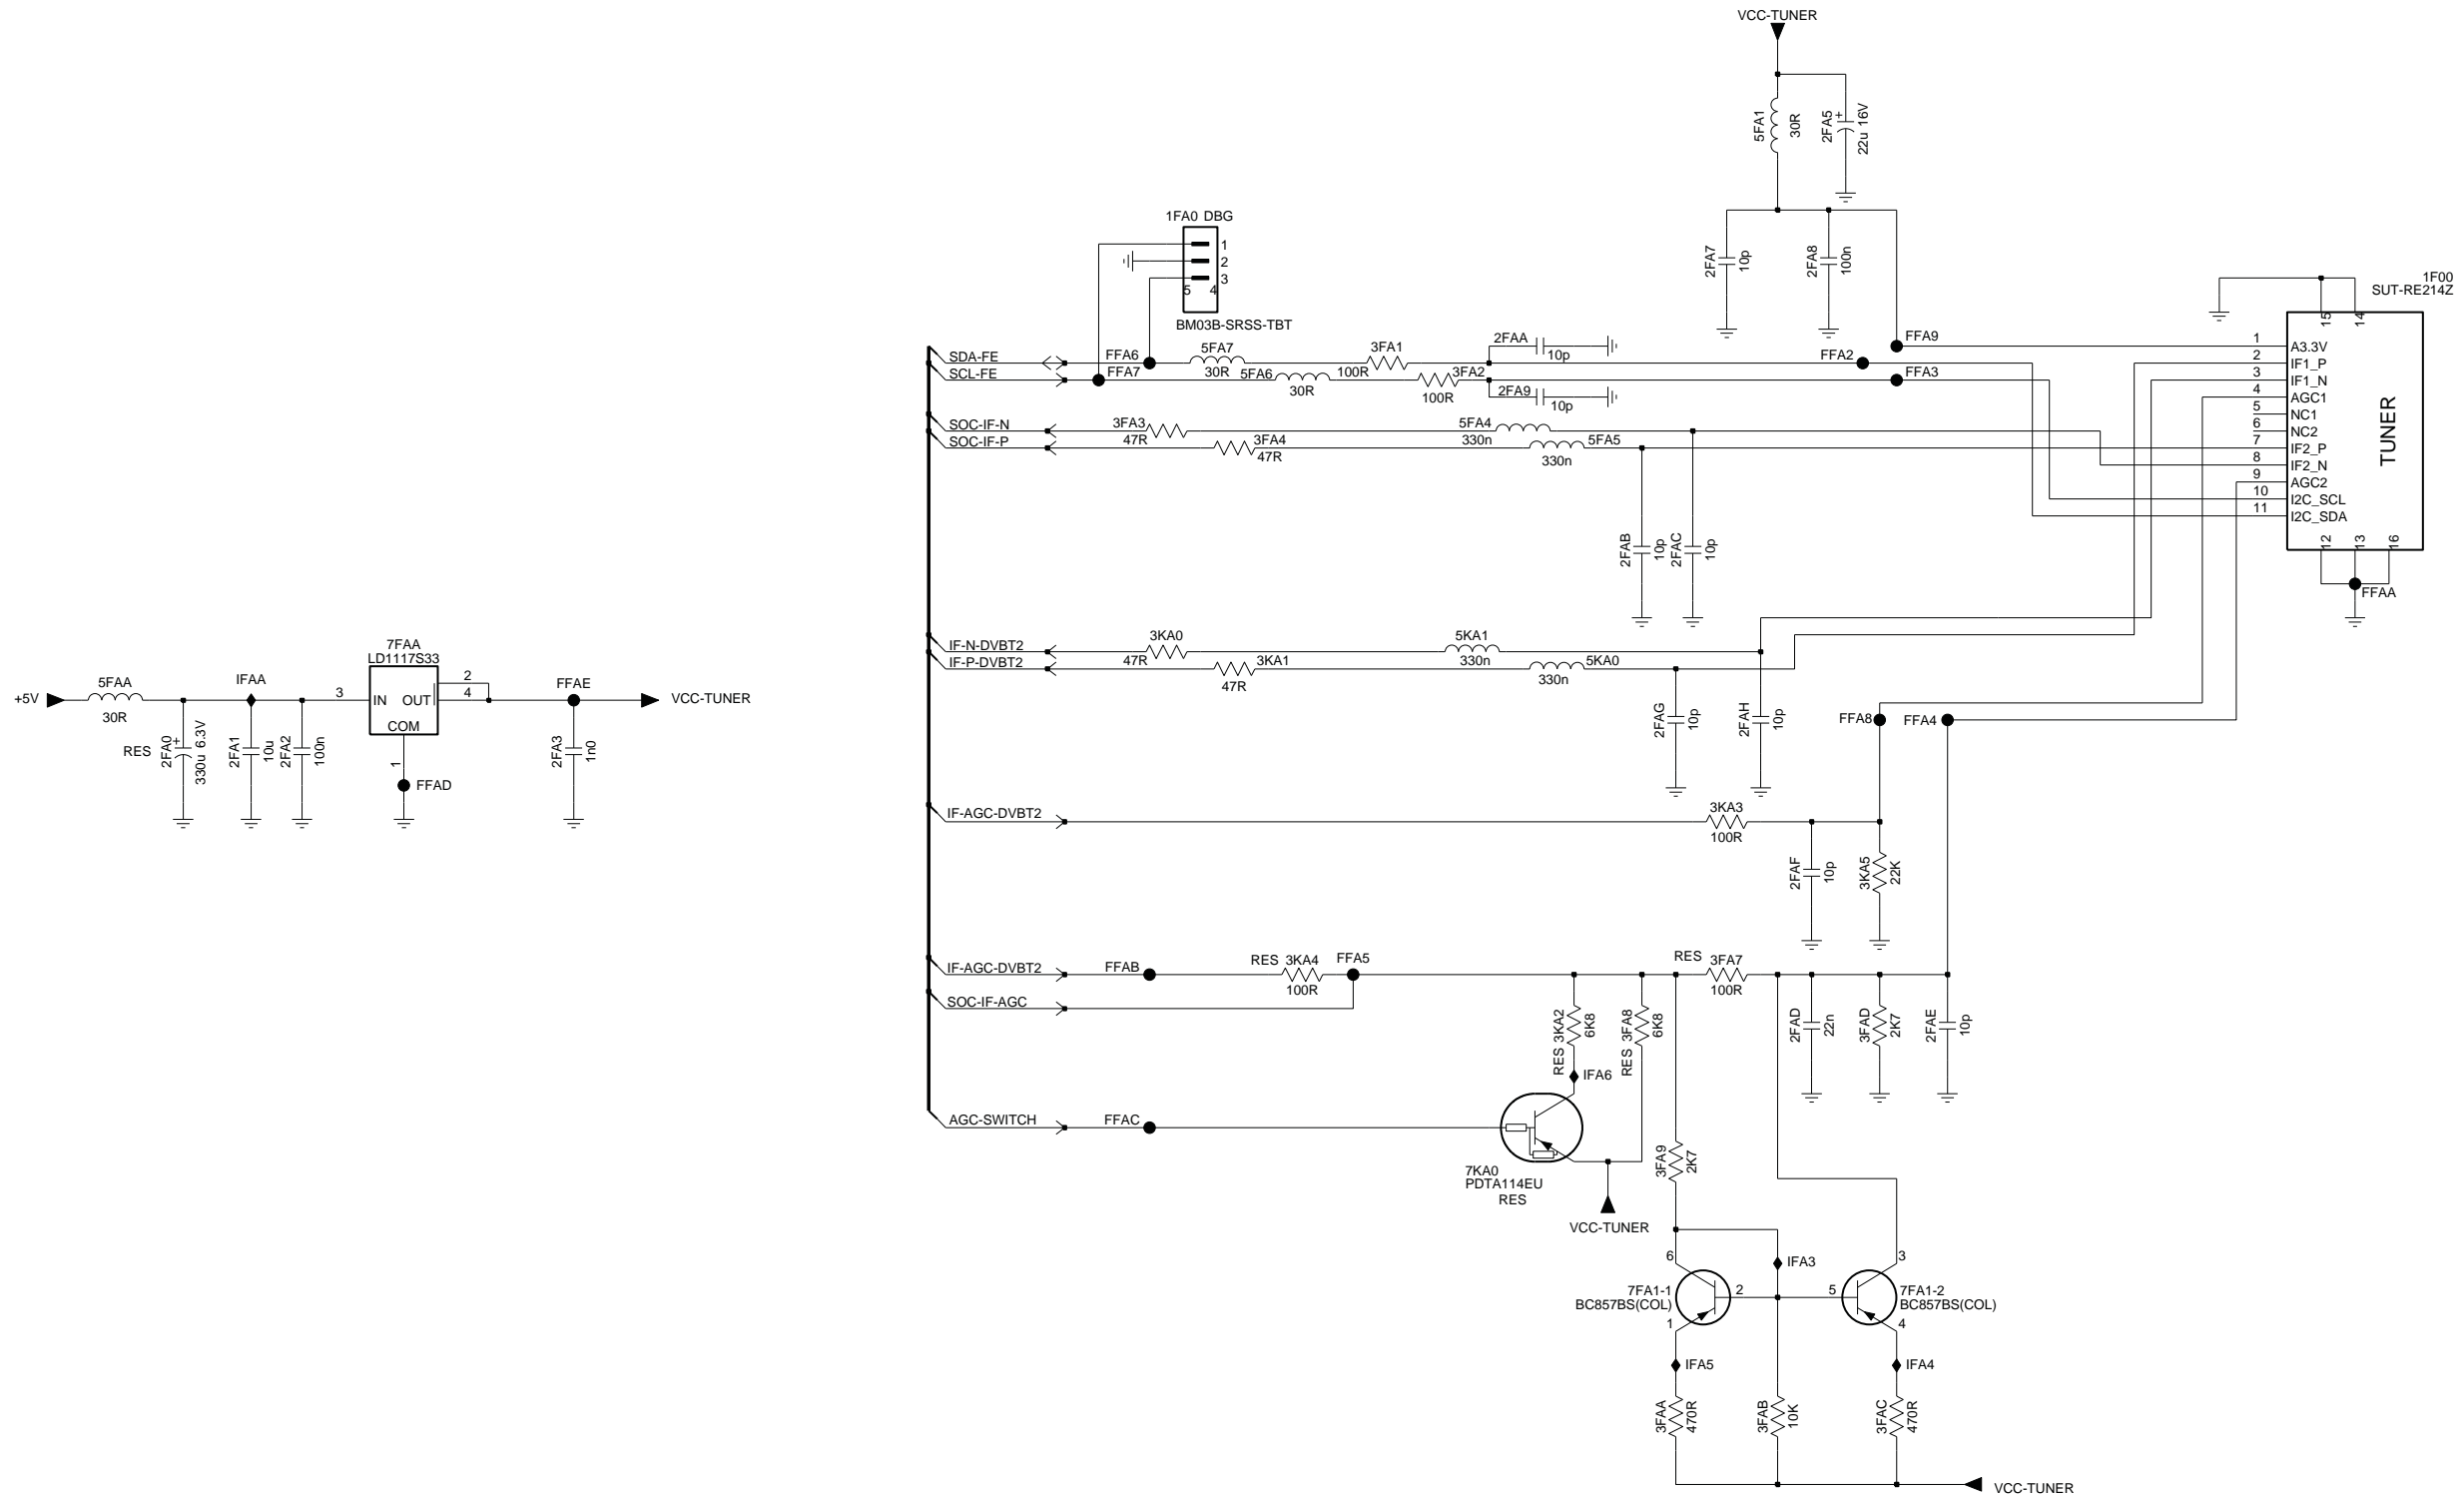 VCC-TUNER
5FA1
30R
2FA5
+
22u 16V
1FA0 DBG
1
2
3
5
4
BM03B-SRSS-TBT
2FA7
10p
2FA8
100n
1F00
SUT-RE214Z
15
14
SDA-FE
FFA6
5FA7
30R
3FA1
100R
2FAA
10p
FFA2
FFA9
SCL-FE
FFA7
5FA6
30R
3FA2
100R
2FA9
10p
FFA3
SOC-IF-N
3FA3
47R
5FA4
330n
SOC-IF-P
3FA4
47R
5FA5
330n
1 A3.3V
2 IF1_P
3 IF1_N
4 AGC1
5 NC1
6 NC2
7 IF2_P
8 IF2_N
9 AGC2
10 I2C_SCL
11 I2C_SDA
TUNER
12
13
16
FFAA
2FAB
10p
2FAC
10p
IF-N-DVBT2
3KA0
47R
5KA1
330n
IF-P-DVBT2
3KA1
47R
5KA0
330n
2FAG
10p
2FAH
10p
FFA8
FFA4
7FAA
LD1117S33
+5V
5FAA
30R
IFAA
3
IN
OUT
COM
2
4
1
FFAE
VCC-TUNER
RES
2FA0
+
330u 6.3V
2FA1
10u
2FA2
100n
FFAD
2FA3
1n0
IF-AGC-DVBT2
3KA3
100R
2FAF
10p
3KA5
22K
IF-AGC-DVBT2
FFAB
RES 3KA4
100R
FFA5
RES 3FA7
100R
SOC-IF-AGC
RES 3KA2
6K8
RES 3FA8
6K8
2FAD
22n
3FAD
2K7
2FAE
10p
IFA6
AGC-SWITCH
FFAC
7KA0
PDTA114EU
RES
VCC-TUNER
3FA9
2K7
6
IFA3
3
7FA1-1
BC857BS(COL)
2
5
7FA1-2
BC857BS(COL)
1
4
IFA5
IFA4
3FAA
470R
3FAB
10K
3FAC
470R
VCC-TUNER